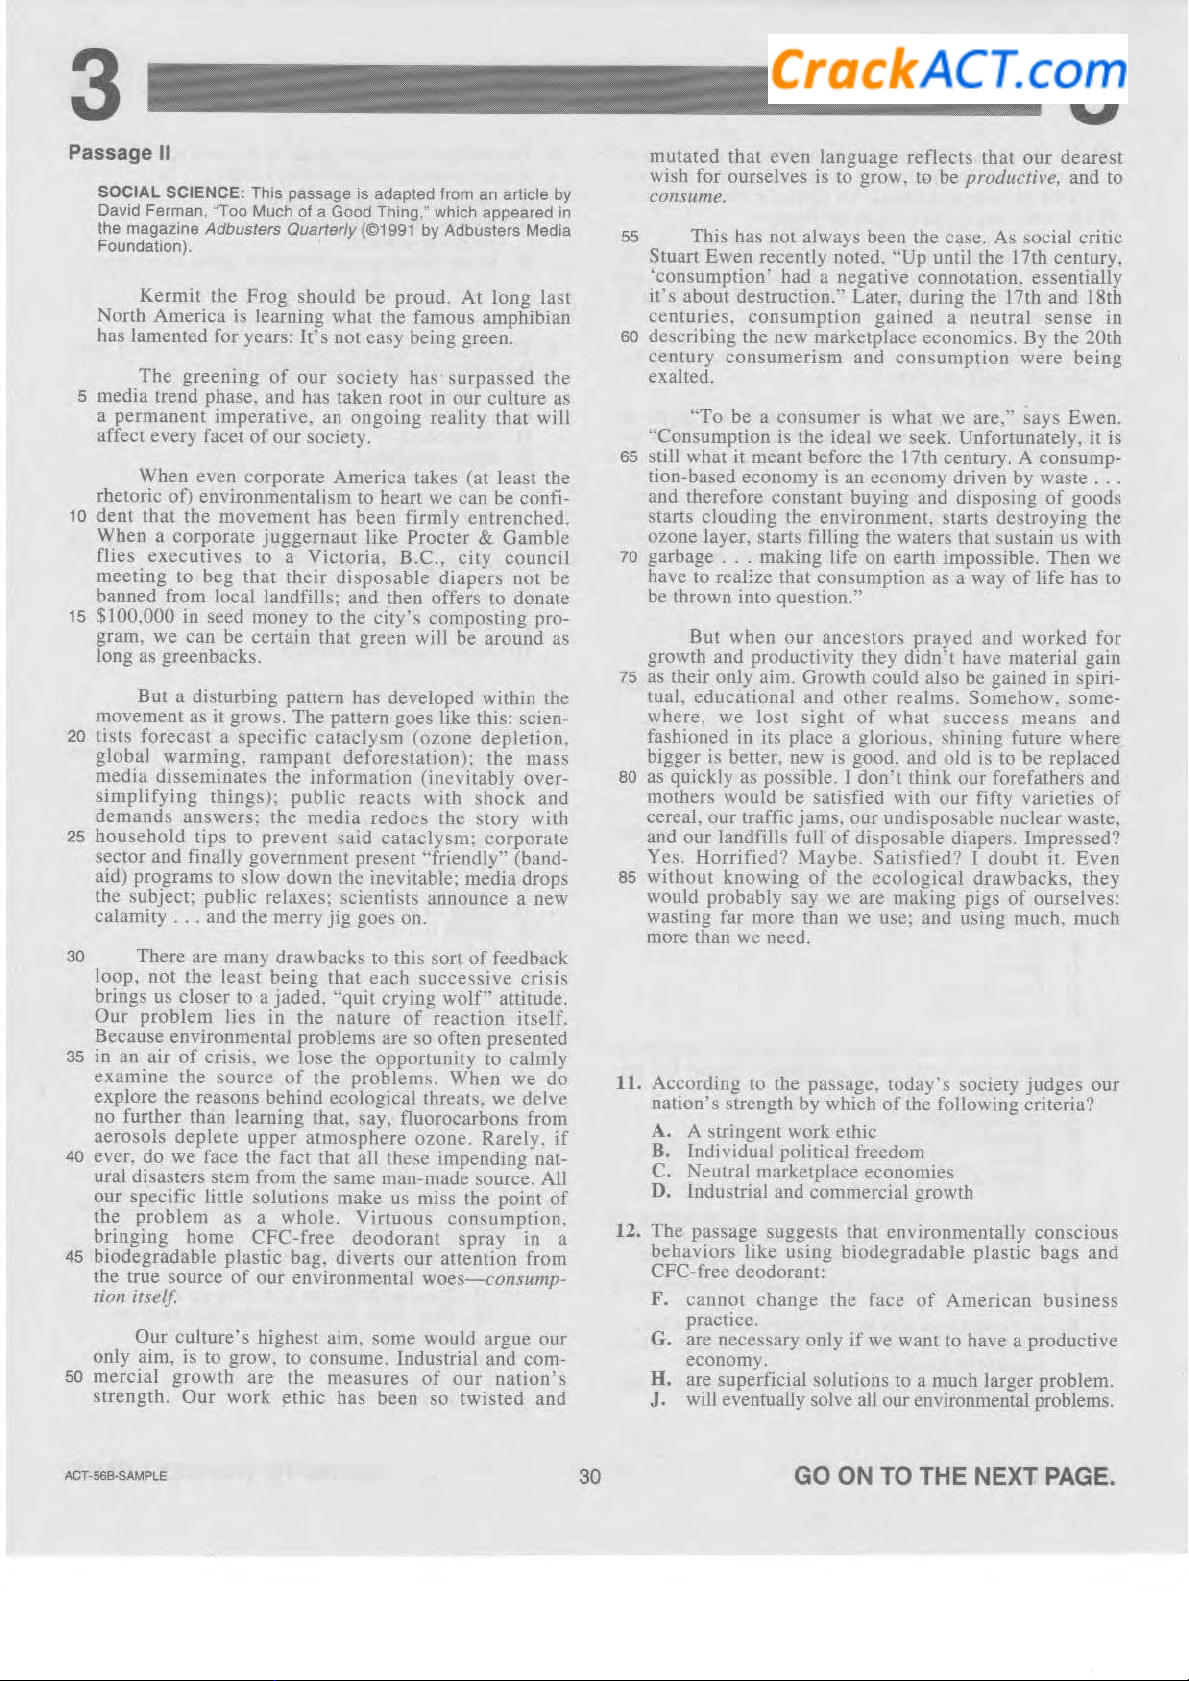 3
CrackACT.com
Passage II
SOCIAL SCIENCE: This passage is adapted from an article by
David Ferman, "Too Much of a Good Thing," which appeared in
the magazine Adbusters Quarterly (©1991 by Adbusters Media
Foundation).
Kermit the Frog should be proud. At long last
North America is learning what the famous amphibian
has lamented for years: It's not easy being green.
The greening of our society has surpassed the
5 media trend phase, and has taken root in our culture as
a permanent imperative, an ongoing reality that will
affect every facet of our society.
When even corporate America takes (at least the
rhetoric of) environmentalism to heart we can be confi-
10 dent that the movement has been firmly entrenched.
When a corporate juggernaut like Procter & Gamble
flies executives to a Victoria, B.C., city council
meeting to beg that their disposable diapers not be
banned from local landfills; and then offers to donate
15 $100,000 in seed money to the city's composting pro-
gram, we can be certain that green will be around as
long as greenbacks.
But a disturbing pattern has developed within the
movement as it grows. The pattern goes like this: scien-
20 tists forecast a specific cataclysm (ozone depletion,
global warming, rampant deforestation); the mass
media disseminates the information (inevitably over-
simplifying things); public reacts with shock and
demands answers; the media redoes the story with
25 household tips to prevent said cataclysm; corporate
sector and finally government present "friendly" (band-
aid) programs to slow down the inevitable; media drops
the subject; public relaxes; scientists announce a new
calamity . . . and the merry jig goes on.
30 There are many drawbacks to this sort of feedback
loop, not the least being that each successive crisis
brings us closer to a jaded, "quit crying wolf" attitude.
Our problem lies in the nature of reaction itself.
Because environmental problems are so often presented
35 in an air of crisis, we lose the opportunity to calmly
examine the source of the problems. When we do
explore the reasons behind ecological threats, we delve
no further than learning that, say, fluorocarbons from
aerosols deplete upper atmosphere ozone. Rarely, if
40 ever, do we face the fact that all these impending nat-
ural disasters stem from the same man-made source. All
our specific little solutions make us miss the point of
the problem as a whole. Virtuous consumption,
bringing home CFC-free deodorant spray in a
45 biodegradable plastic bag, diverts our attention from
the true source of our environmental woes—consump-
tion itself.
Our culture's highest aim, some would argue our
only aim, is to grow, to consume. Industrial and com-
50 mercial growth are the measures of our nation's
strength. Our work ethic has been so twisted and
mutated that even language reflects that our dearest
wish for ourselves is to grow, to be productive, and to
consume.
55 This has not always been the case. As social critic
Stuart Ewen recently noted, "Up until the 17th century,
'consumption' had a negative connotation, essentially
it's about destruction." Later, during the 17th and 18th
centuries, consumption gained a neutral sense in
60 describing the new marketplace economics. By the 20th
century consumerism and consumption were being
exalted.
"To be a consumer is what we are," says Ewen.
"Consumption is the ideal we seek. Unfortunately, it is
65 still what it meant before the 17th century. A consump-
tion-based economy is an economy driven by waste . . .
and therefore constant buying and disposing of goods
starts clouding the environment, starts destroying the
ozone layer, starts filling the waters that sustain us with
70 garbage . . . making life on earth impossible. Then we
have to realize that consumption as a way of life has to
be thrown into question."
But when our ancestors prayed and worked for
growth and productivity they didn't have material gain
75 as their only aim. Growth could also be gained in spiri-
tual, educational and other realms. Somehow, some-
where, we lost sight of what success means and
fashioned in its place a glorious, shining future where
bigger is better, new is good, and old is to be replaced
80 as quickly as possible. I don't think our forefathers and
mothers would be satisfied with our fifty varieties of
cereal, our traffic jams, our undisposable nuclear waste,
and our landfills full of disposable diapers. Impressed?
Yes. Horrified? Maybe. Satisfied? I doubt it. Even
85 without knowing of the ecological drawbacks, they
would probably say we are making pigs of ourselves:
wasting far more than we use; and using much, much
more than we need.
11. According to the passage, today's society judges our
nation's strength by which of the following criteria?
A. A stringent work ethic
B. Individual political freedom
C. Neutral marketplace economies
D. Industrial and commercial growth
12. The passage suggests that environmentally conscious
behaviors like using biodegradable plastic bags and
CFC-free deodorant:
F. cannot change the face of American business
practice.
G. are necessary only if we want to have a productive
economy.
H. are superficial solutions to a much larger problem.
J. will eventually solve all our environmental problems.
ACT-56B-SAMPLE
30
GO ON TO THE NEXT PAGE.